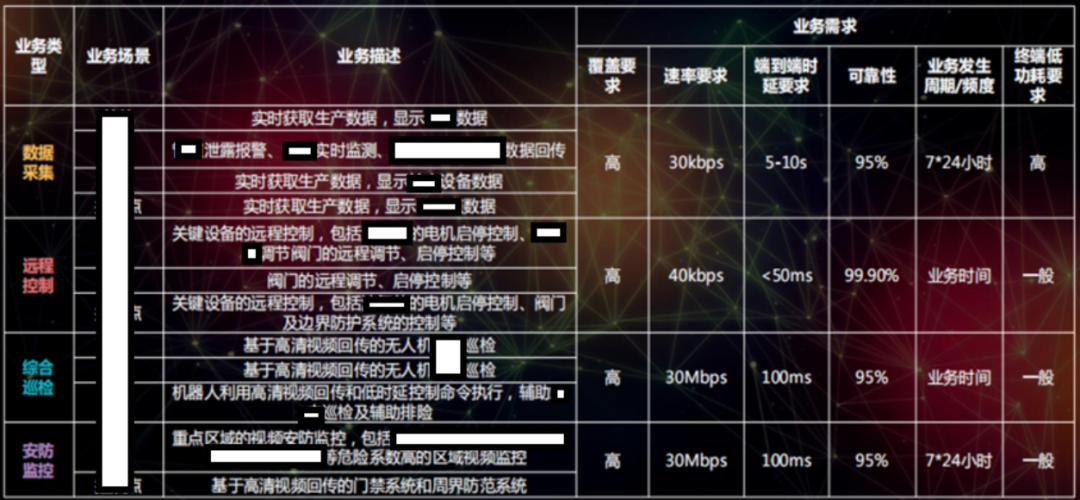 业务类
型
业务场景
业务描述
业务需求
覆盖要
求
速率要求
端到端时
延要求
可靠性
业务发生
周期/频度
终端低
功耗要
求
数据
采集
实时获取生产数据，显示 数据
泄露报警、 实时监测、 数据回传
实时获取生产数据，显示 设备数据
点
实时获取生产数据，显示 数据
高
30kbps
5-10s
95%
7*24小时
高
远程
控制
关键设备的远程控制，包括 的电机启停控制、
调节阀门的远程调节、启停控制等
阀门的远程调节、启停控制等
点
关键设备的远程控制，包括 的电机启停控制、阀门
及边界防护系统的控制等
高
40kbps
<50ms
99.90%
业务时间
一般
综合
巡检
基于高清视频回传的无人机 巡检
基于高清视频回传的无人机 巡检
机器人利用高清视频回传和低时延控制命令执行，辅助
巡检及辅助排险
高
30Mbps
100ms
95%
业务时间
一般
安防
监控
重点区域的视频安防监控，包括
等危险系数高的区域视频监控
点
基于高清视频回传的门禁系统和周界防范系统
高
30Mbps
100ms
95%
7*24小时
一般